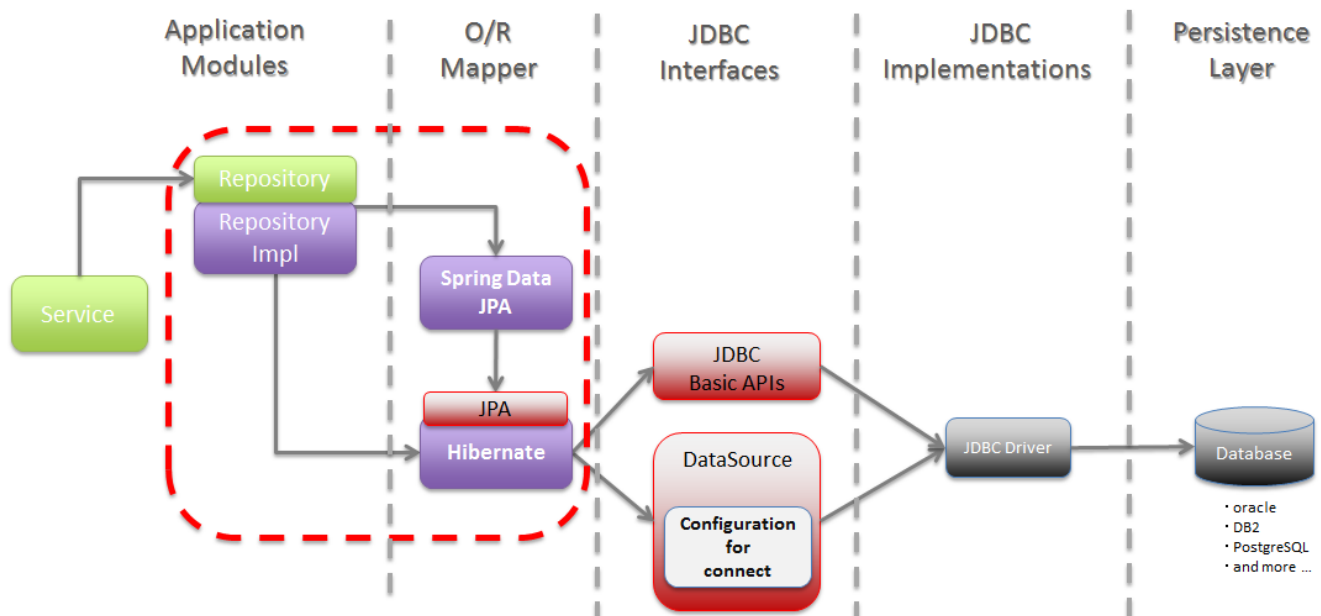 Application
Modules
O/R
Mapper
JDBC
Interfaces
JDBC
Implementations
Persistence
Layer
Repository
Repository
Impl
Service
Spring Data
JPA
JPA
Hibernate
JDBC
Basic APIs
DataSource
Configuration
for
connect
JDBC Driver
Database
・oracle
・DB2
・PostgreSQL
・and more ...